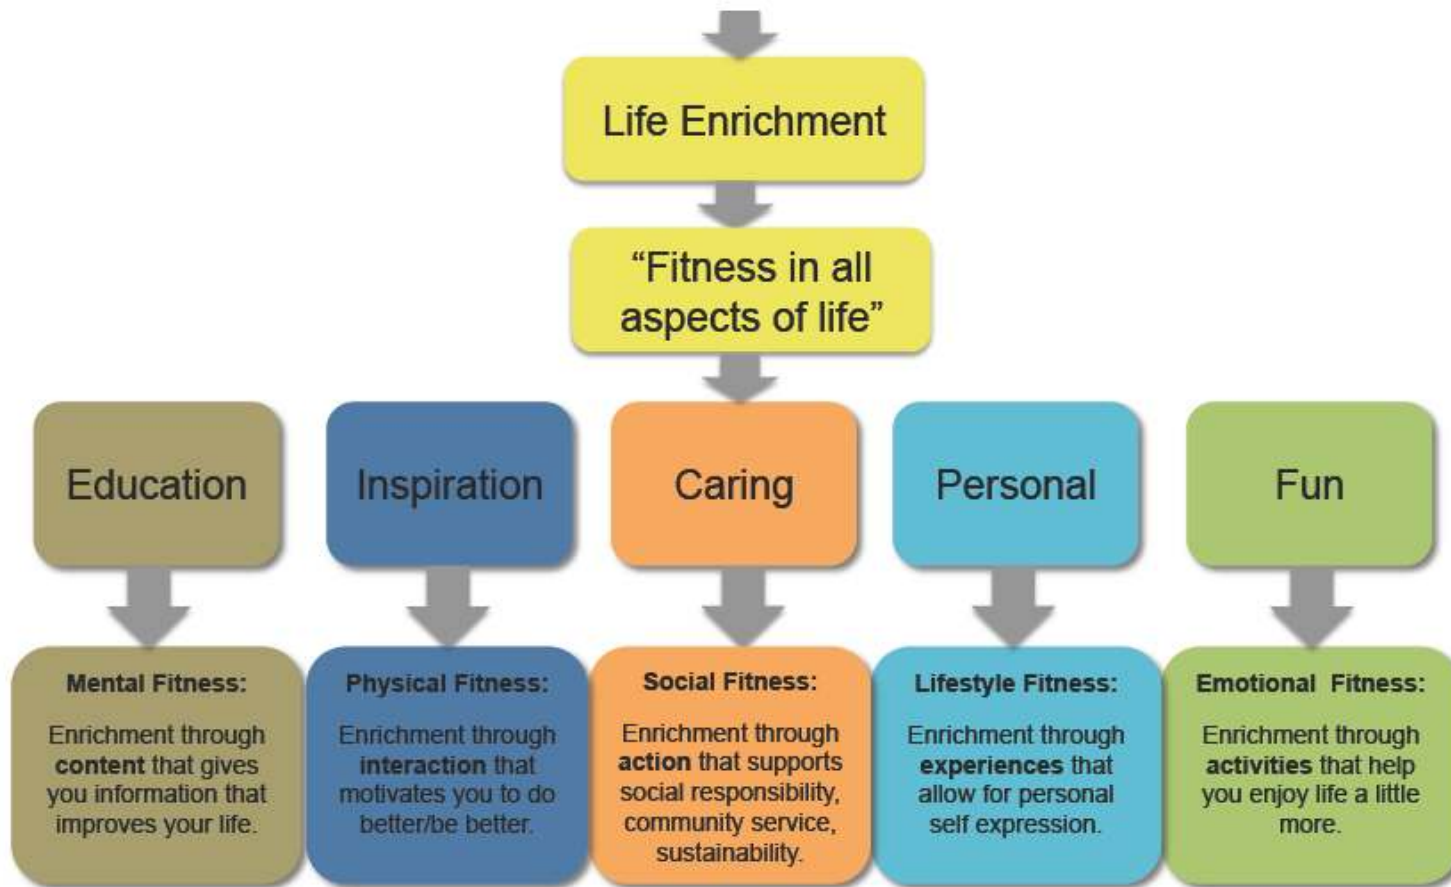 Life Enrichment
“Fitness in all
aspects of life”
Education
Inspiration
Caring
Personal
Fun
Mental Fitness:
Enrichment through
content that gives
you information that
improves your life.
Physical Fitness:
Enrichment through
interaction that
motivates you to do
better/be better.
Social Fitness:
Enrichment through
action that supports
social responsibility,
community service,
sustainability.
Lifestyle Fitness:
Enrichment through
experiences that
allow for personal
self expression.
Emotional  Fitness:
Enrichment through
activities that help
you enjoy life a little
more.